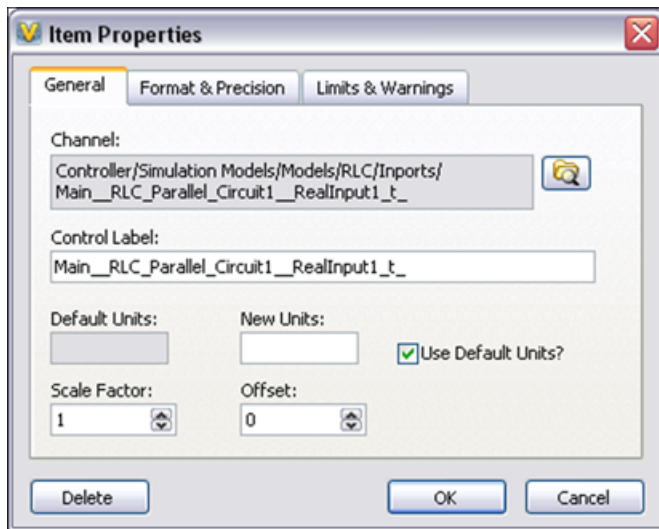 Item Properties
General Format & Precision Limits & Warnings
Channel:
Controller/Simulation Models/Models/RLC/Inports/
Main__RLC_Parallel_Circuit1__RealInput1_t_
Control Label:
Main__RLC_Parallel_Circuit1__RealInput1_t_
Default Units: New Units:
Use Default Units?
Scale Factor: Offset:
1 0
Delete OK Cancel